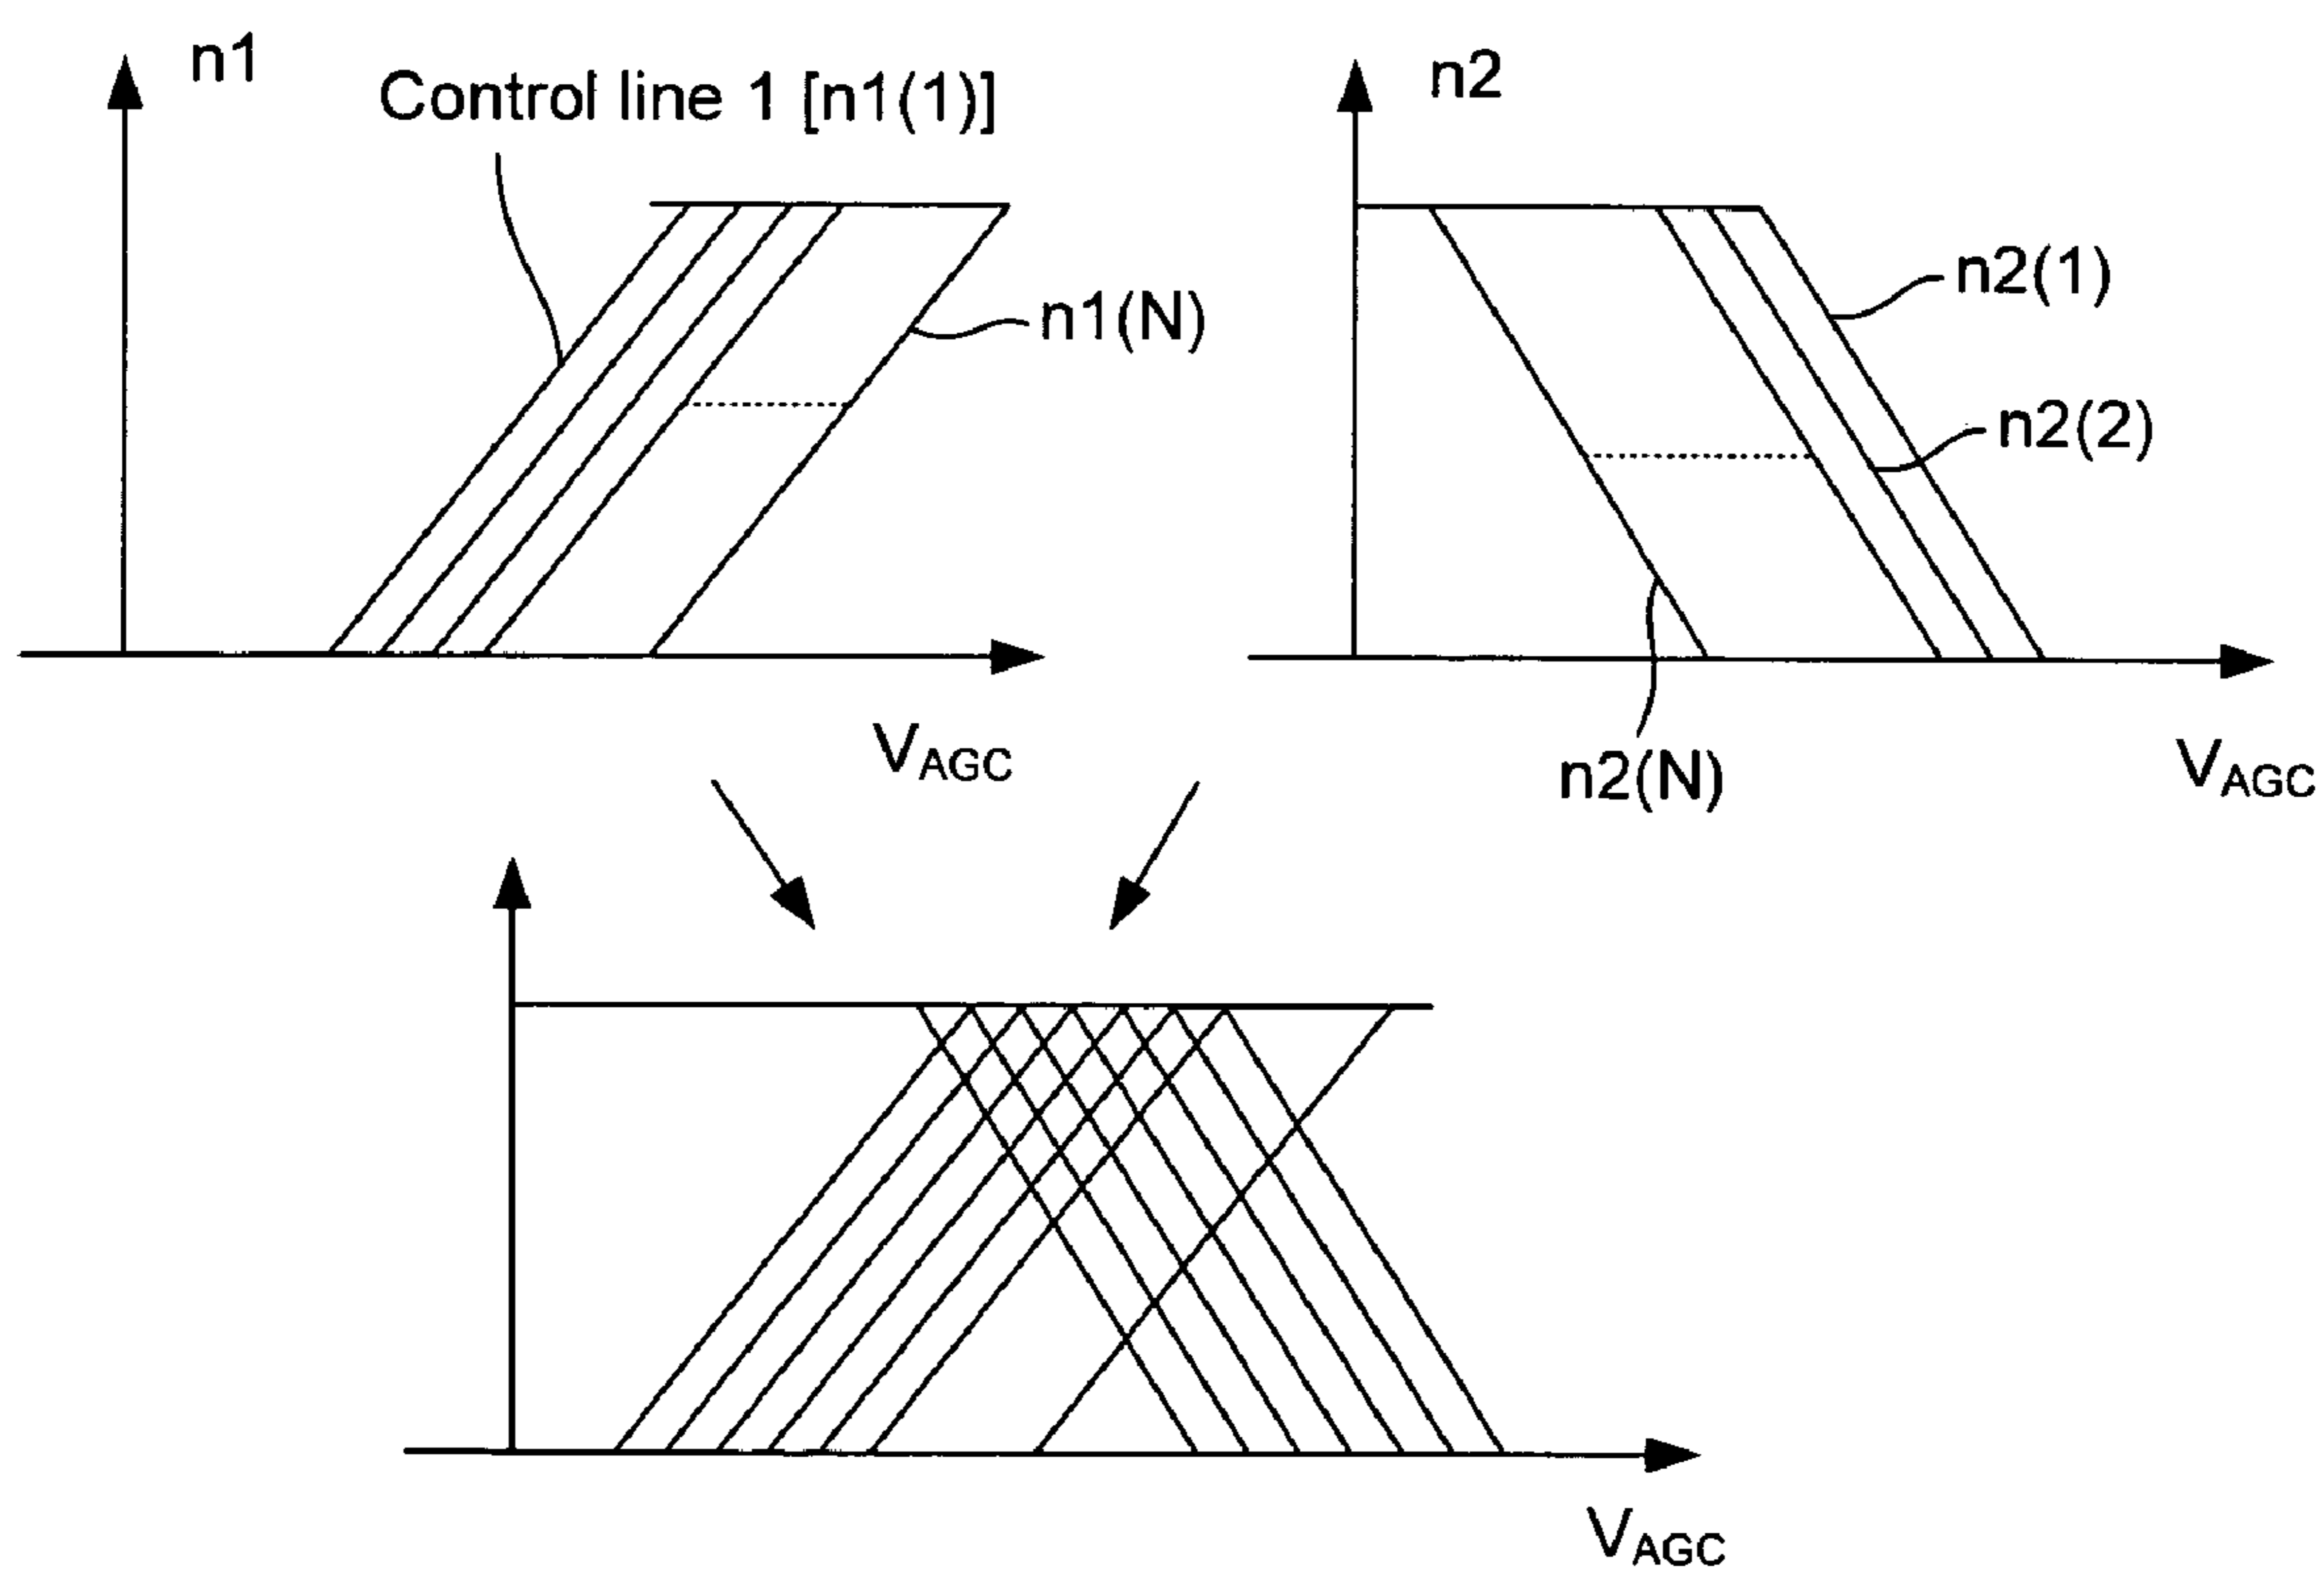 n1
Control line 1 [n1(1)]
n1(N)
VAGC
n2
n2(1)
n2(2)
n2(N)
VAGC
VAGC